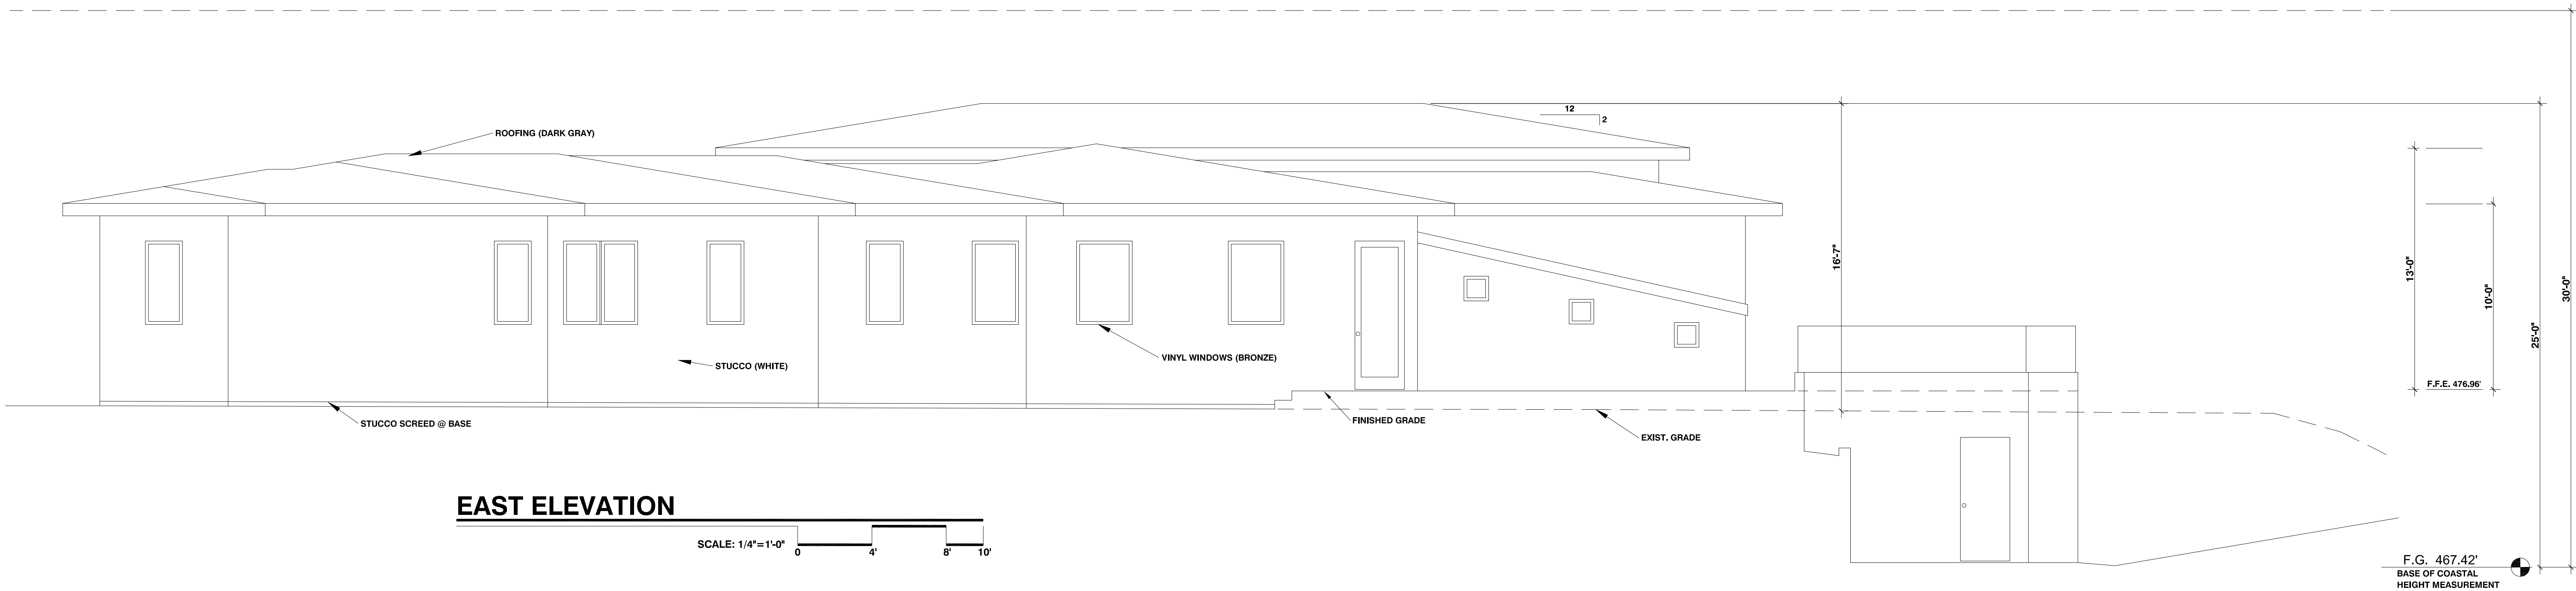 12
2
ROOFING (DARK GRAY)
16'-7"
13'-0"
10'-0"
25'-0"
30'-0"
VINYL WINDOWS (BRONZE)
STUCCO (WHITE)
F.F.E. 476.96'
STUCCO SCREED @ BASE
FINISHED GRADE
EXIST. GRADE
EAST ELEVATION
SCALE: 1/4"=1'-0"
0 4' 8' 10'
F.G. 467.42'
BASE OF COASTAL
HEIGHT MEASUREMENT